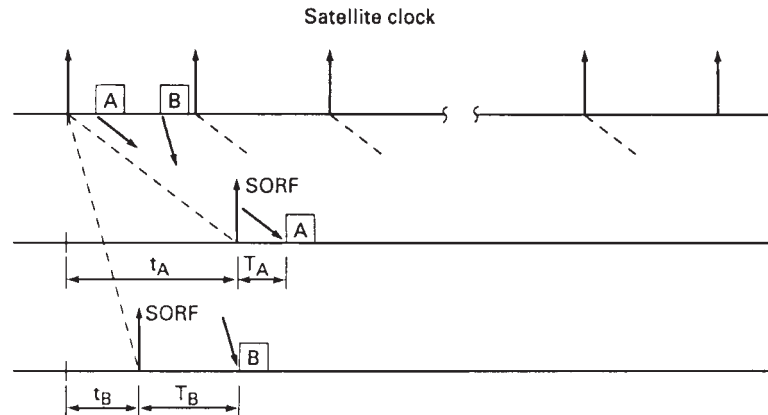 Satellite clock
A B
SORF
A
t_A T_A
SORF
B
t_B T_B